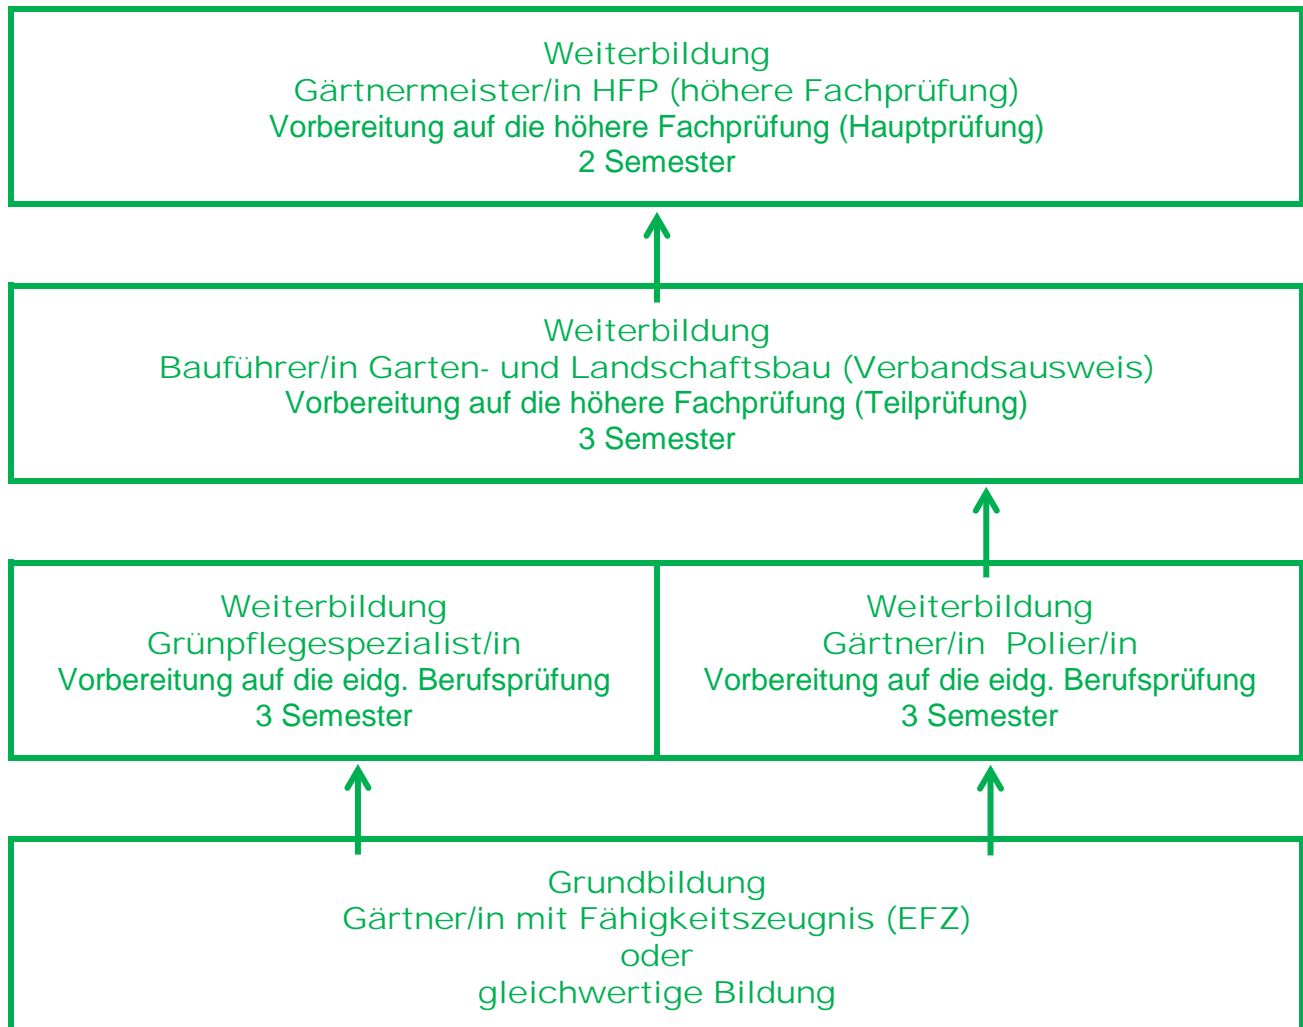 Weiterbildung
Gärtnermeister/in HFP (höhere Fachprüfung)
Vorbereitung auf die höhere Fachprüfung (Hauptprüfung)
2 Semester
Weiterbildung
Bauführer/in Garten- und Landschaftsbau (Verbandsausweis)
Vorbereitung auf die höhere Fachprüfung (Teilprüfung)
3 Semester
Weiterbildung
Grünpflegespezialist/in
Vorbereitung auf die eidg. Berufsprüfung
3 Semester
Weiterbildung
Gärtner/in Polier/in
Vorbereitung auf die eidg. Berufsprüfung
3 Semester
Grundbildung
Gärtner/in mit Fähigkeitszeugnis (EFZ)
oder
gleichwertige Bildung